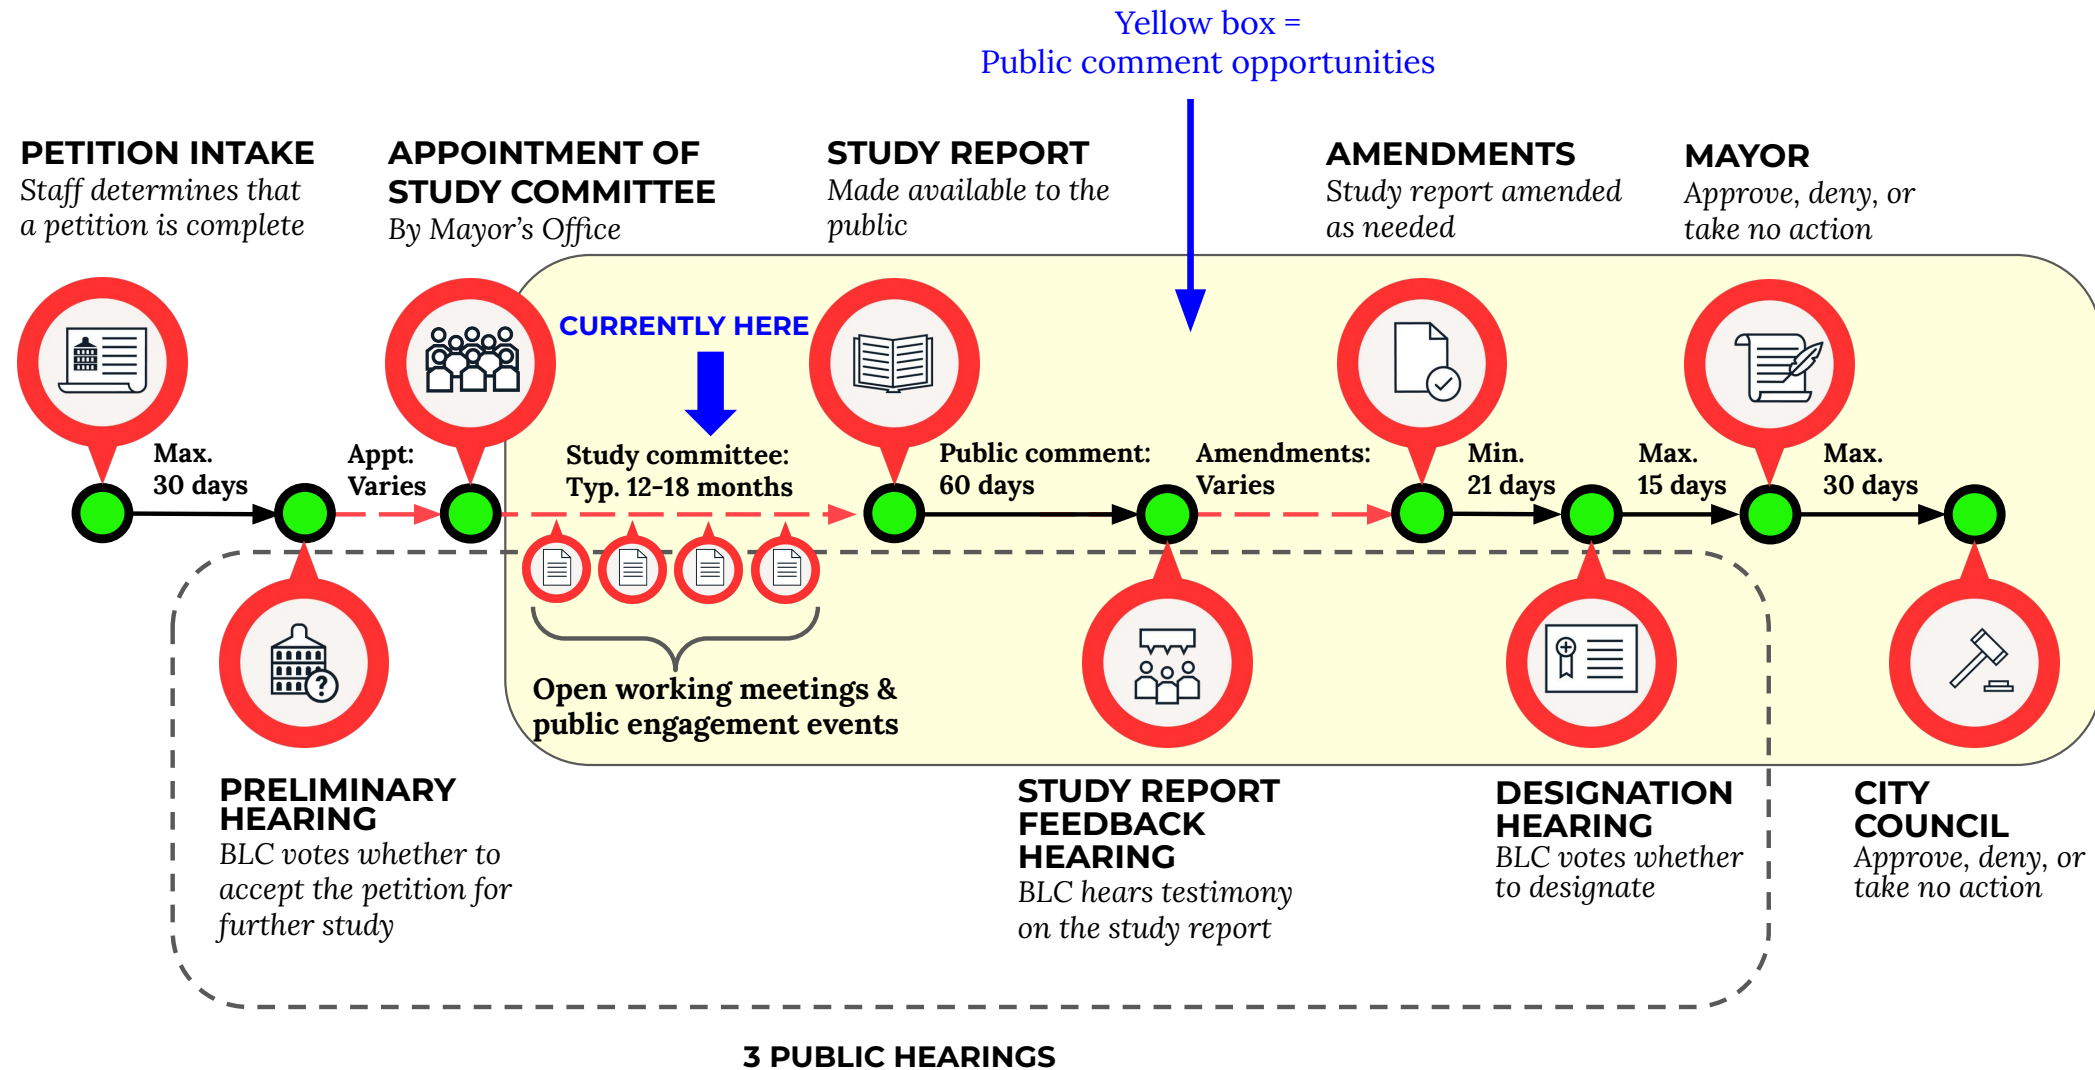 Yellow box =
Public comment opportunities
PETITION INTAKE
Staff determines that
a petition is complete
APPOINTMENT OF
STUDY COMMITTEE
By Mayor's Office
STUDY REPORT
Made available to the
public
AMENDMENTS
Study report amended
as needed
MAYOR
Approve, deny, or
take no action
CURRENTLY HERE
Max.
30 days
Appt:
Varies
Study committee:
Typ. 12-18 months
Public comment:
60 days
Amendments:
Varies
Min.
21 days
Max.
15 days
Max.
30 days
?
Open working meetings &
public engagement events
PRELIMINARY
HEARING
BLC votes whether to
accept the petition for
further study
STUDY REPORT
FEEDBACK
HEARING
BLC hears testimony
on the study report
DESIGNATION
HEARING
BLC votes whether
to designate
CITY
COUNCIL
Approve, deny, or
take no action
3 PUBLIC HEARINGS